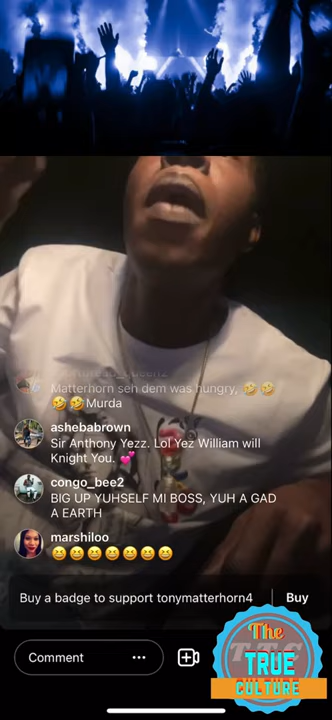 Matterhorn seh dem was hungry, 🤣🤣
🤣🤣Murda
ashebabrown
Sir Anthony Yezz. Lol Yez William will
Knight You. 💕
congo_bee2
BIG UP YUHSELF MI BOSS, YUH A GAD
A EARTH
marshiloo
😆😆😆😆😆😆😆
Buy a badge to support tonymatterhorn4
Buy
Comment
The
T.T.C
TRUE
CULTURE